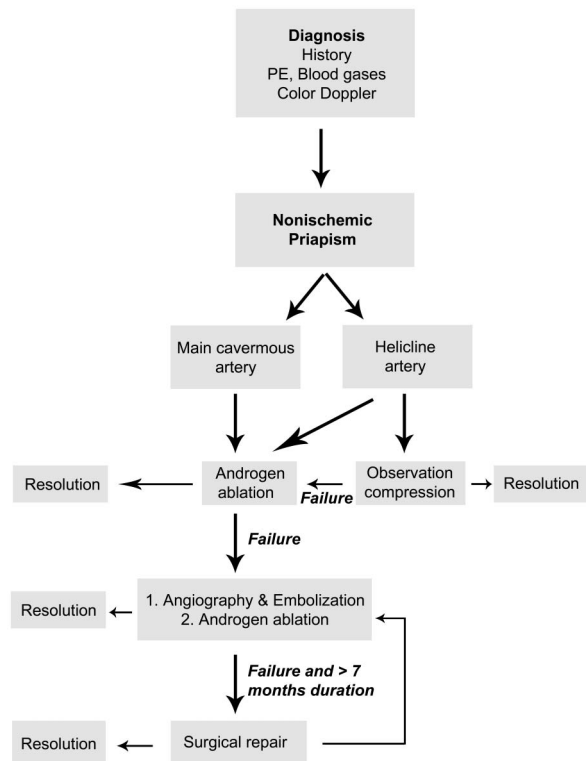 Diagnosis
History
PE, Blood gases
Color Doppler
Nonischemic
Priapism
Main cavermous
artery
Helicline
artery
Resolution
Androgen
ablation
Failure
Observation
compression
Resolution
Failure
Resolution
1. Angiography & Embolization
2. Androgen ablation
Failure and > 7
months duration
Resolution
Surgical repair